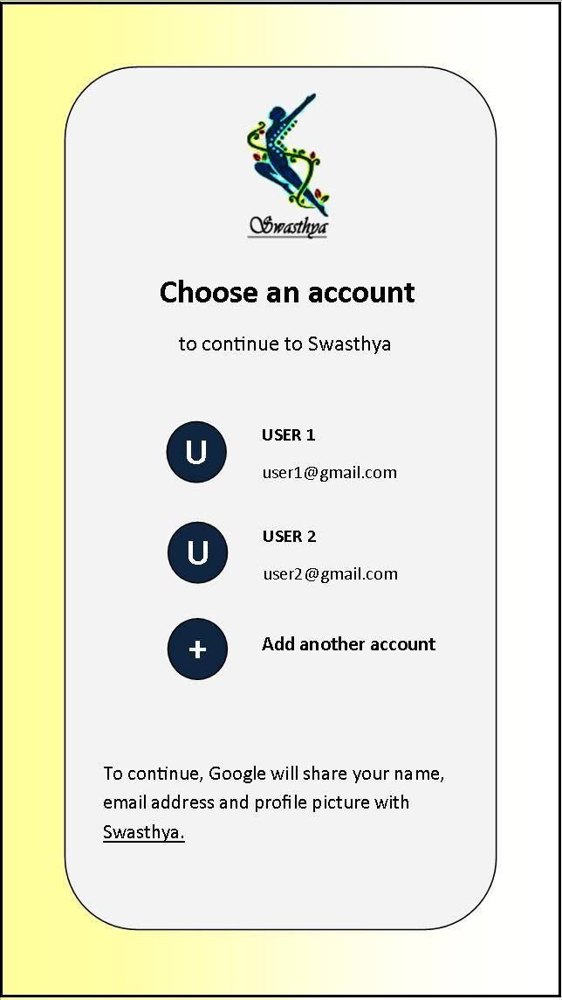 Swasthya
Choose an account
to continue to Swasthya
U
USER 1
user1@gmail.com
U
USER 2
user2@gmail.com
+
Add another account
To continue, Google will share your name,
email address and profile picture with
Swasthya.